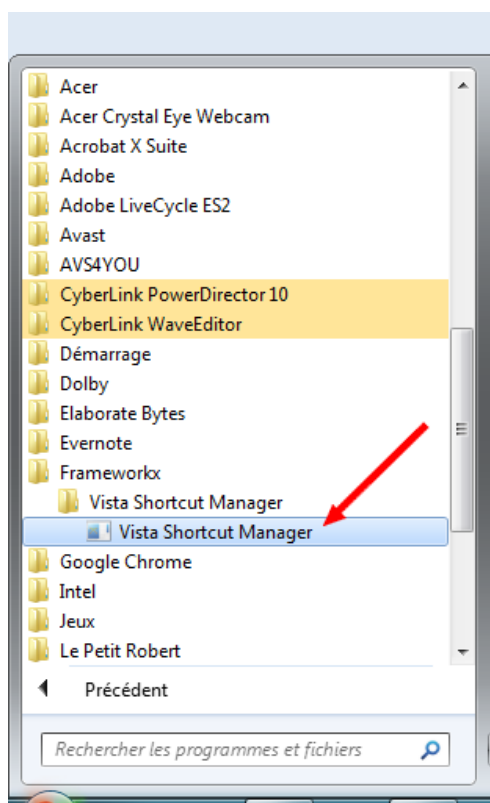 Acer
Acer Crystal Eye Webcam
Acrobat X Suite
Adobe
Adobe LiveCycle ES2
Avast
AVS4YOU
CyberLink PowerDirector 10
CyberLink WaveEditor
Démarrage
Dolby
Elaborate Bytes
Evernote
Frameworkx
Vista Shortcut Manager
Vista Shortcut Manager
Google Chrome
Intel
Jeux
Le Petit Robert
Précédent
Rechercher les programmes et fichiers